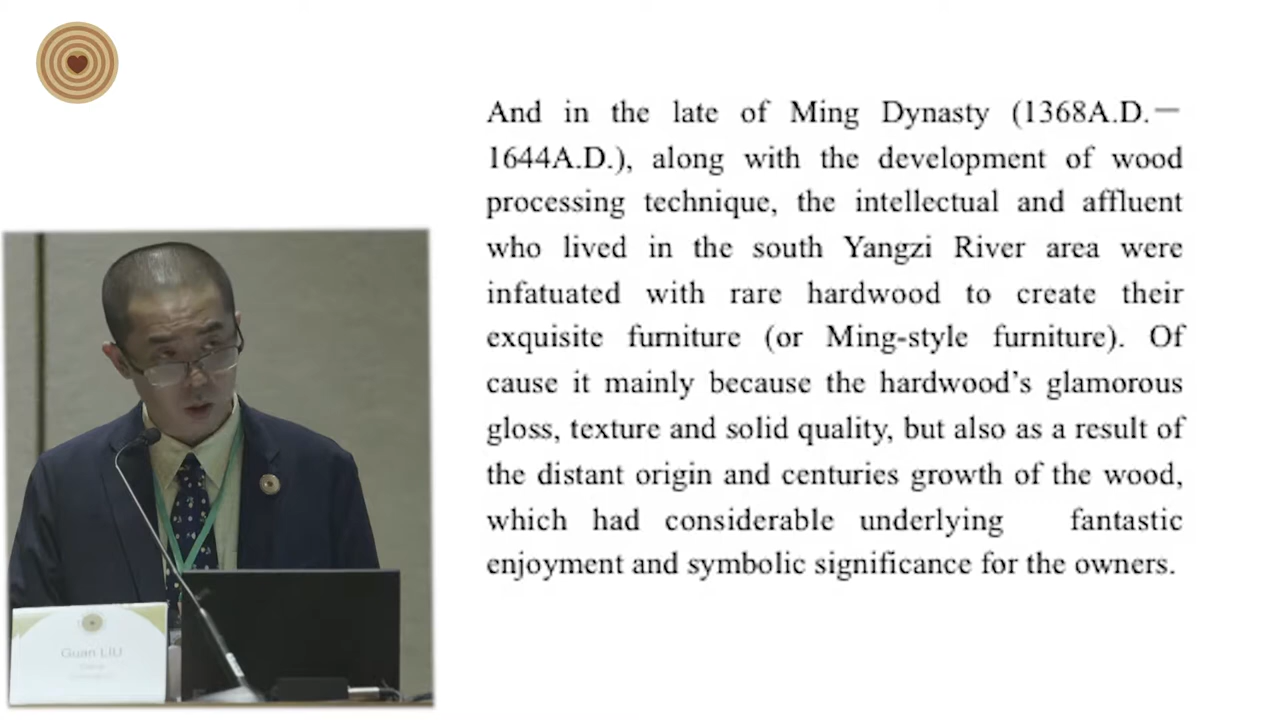 And in the late of Ming Dynasty (1368A.D.—
1644A.D.), along with the development of wood
processing technique, the intellectual and affluent
who lived in the south Yangzi River area were
infatuated with rare hardwood to create their
exquisite furniture (or Ming-style furniture). Of
cause it mainly because the hardwood's glamorous
gloss, texture and solid quality, but also as a result of
the distant origin and centuries growth of the wood,
which had considerable underlying fantastic
enjoyment and symbolic significance for the owners.
Guan LIU